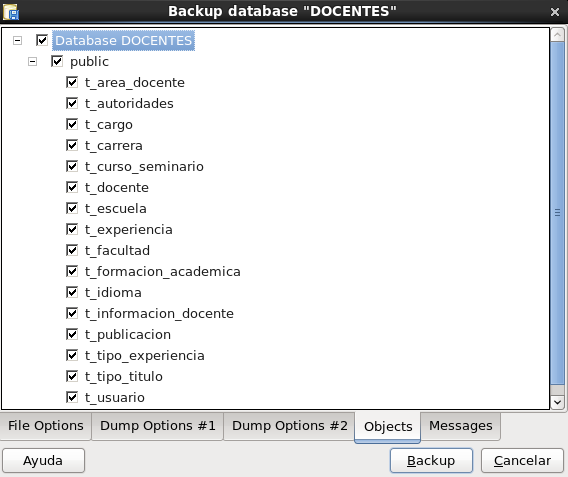 Backup database "DOCENTES"
Database DOCENTES
public
t_area_docente
t_autoridades
t_cargo
t_carrera
t_curso_seminario
t_docente
t_escuela
t_experiencia
t_facultad
t_formacion_academica
t_idioma
t_informacion_docente
t_publicacion
t_tipo_experiencia
t_tipo_titulo
t_usuario
File Options Dump Options #1 Dump Options #2 Objects Messages
Ayuda Backup Cancelar